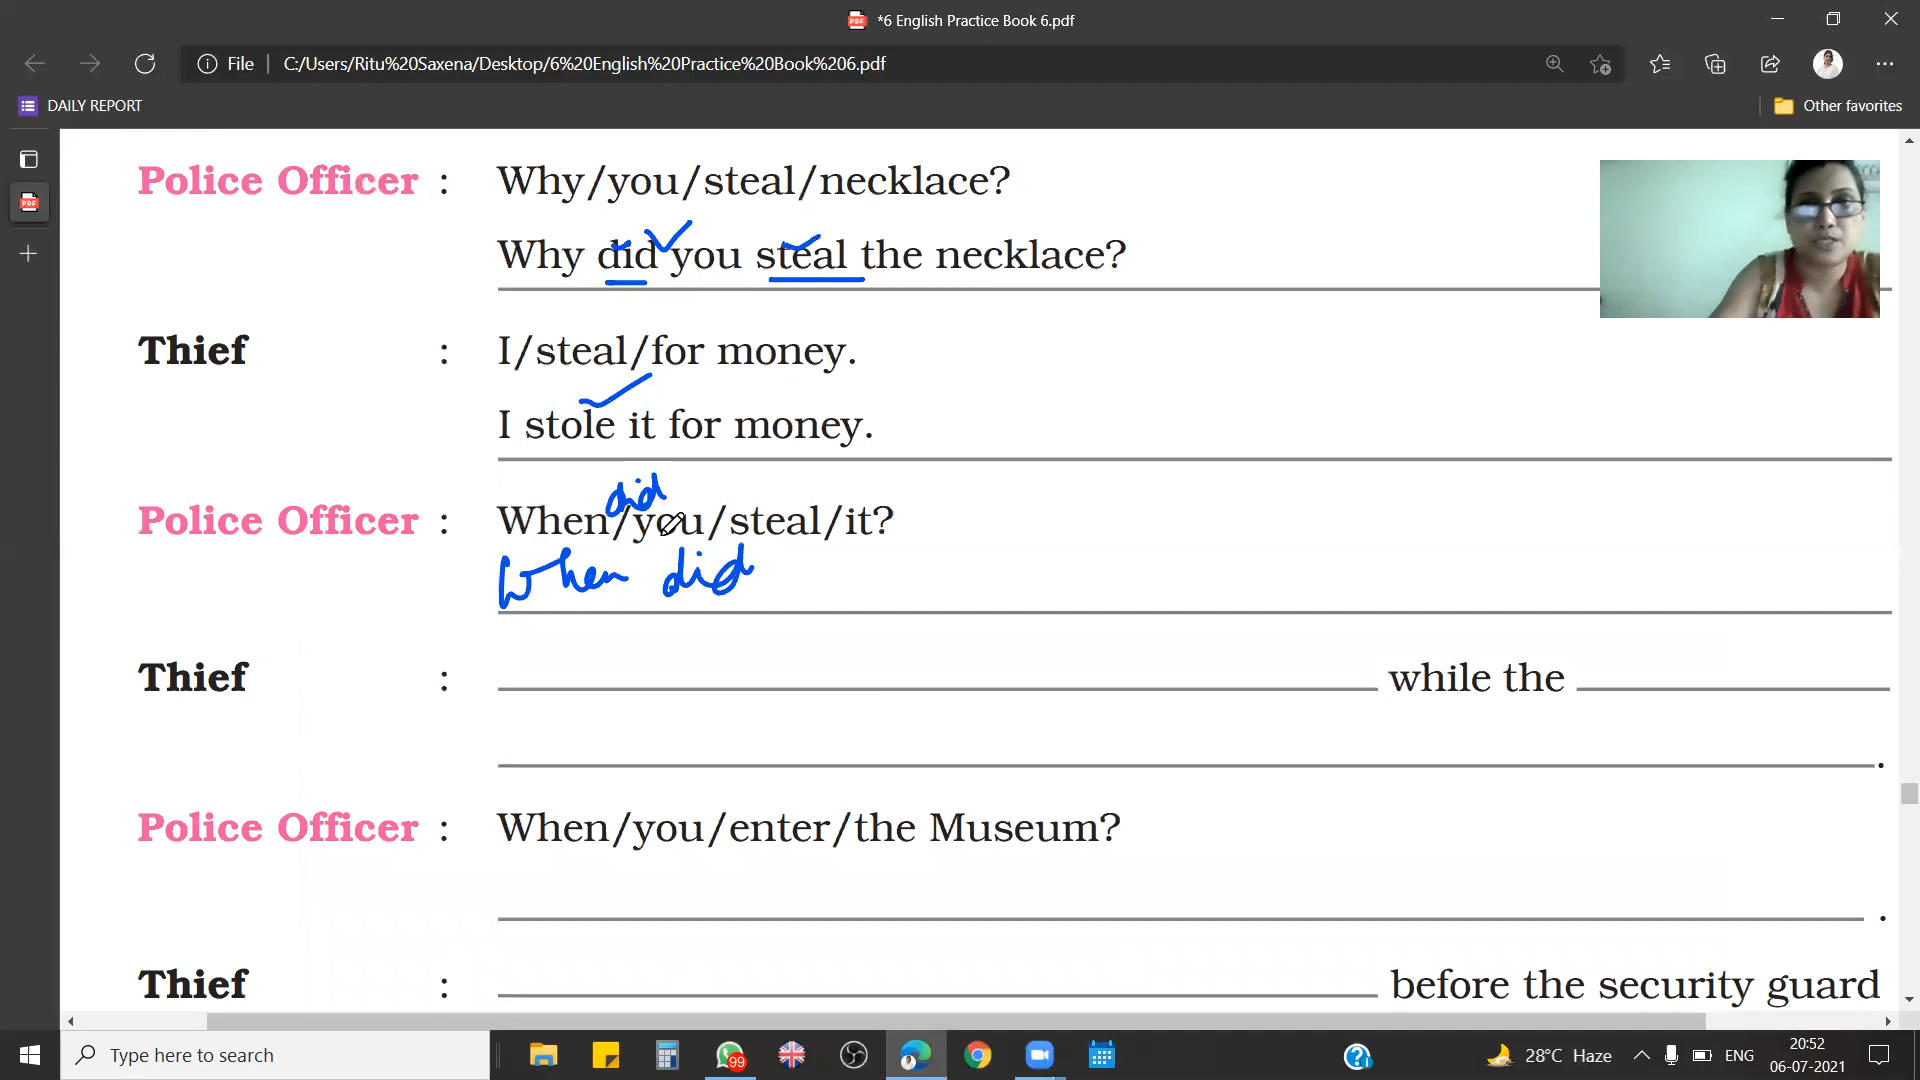 *6 English Practice Book 6.pdf
File C:/Users/Ritu%20Saxena/Desktop/6%20English%20Practice%20Book%206.pdf
DAILY REPORT Other favorites
Police Officer : Why/you/steal/necklace?
Why did you steal the necklace?
Thief : I/steal/for money.
I stole it for money.
did
Police Officer : When/you/steal/it?
When did
Thief : while the
.
Police Officer : When/you/enter/the Museum?
.
Thief : before the security guard
Type here to search 99 28°C Haze ENG 20:52
06-07-2021